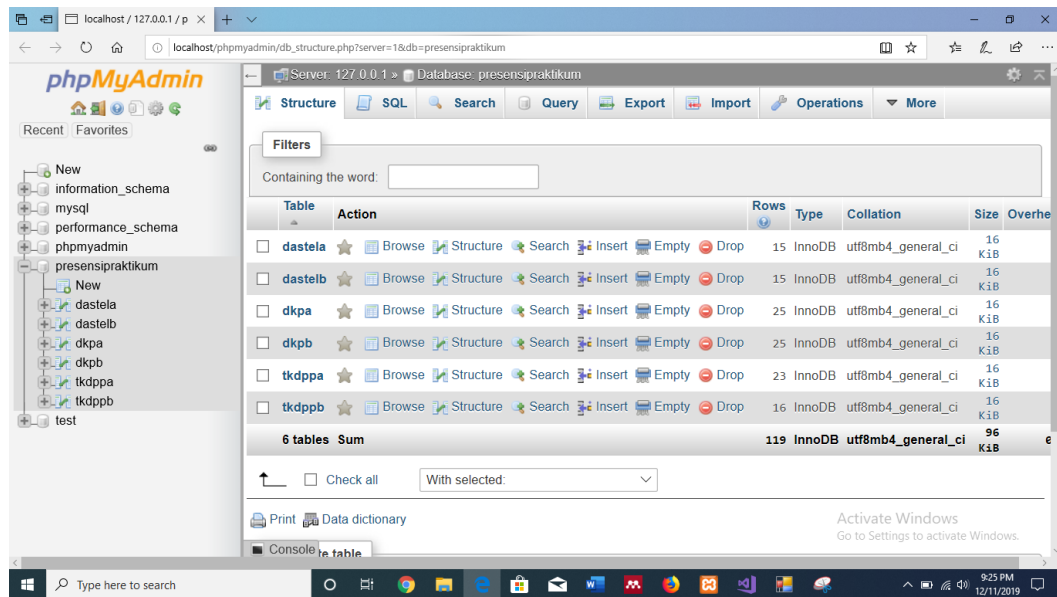 localhost / 127.0.0.1 / p
localhost/phpmyadmin/db_structure.php?server=1&db=presensipraktikum
phpMyAdmin
Recent Favorites
New
information_schema
mysql
performance_schema
phpmyadmin
presensipraktikum
New
dastela
dastelb
dkpa
dkpb
tkdppa
tkdppb
test
Server: 127.0.0.1 » Database: presensipraktikum
Structure SQL Search Query Export Import Operations More
Filters
Containing the word:
Table Action Rows Type Collation Size Overhe
dastela Browse Structure Search Insert Empty Drop 15 InnoDB utf8mb4_general_ci 16 KiB
dastelb Browse Structure Search Insert Empty Drop 15 InnoDB utf8mb4_general_ci 16 KiB
dkpa Browse Structure Search Insert Empty Drop 25 InnoDB utf8mb4_general_ci 16 KiB
dkpb Browse Structure Search Insert Empty Drop 25 InnoDB utf8mb4_general_ci 16 KiB
tkdppa Browse Structure Search Insert Empty Drop 23 InnoDB utf8mb4_general_ci 16 KiB
tkdppb Browse Structure Search Insert Empty Drop 16 InnoDB utf8mb4_general_ci 16 KiB
6 tables Sum 119 InnoDB utf8mb4_general_ci 96 KiB
Check all With selected:
Print Data dictionary
Console te table
Activate Windows
Go to Settings to activate Windows.
Type here to search
9:25 PM
12/11/2019